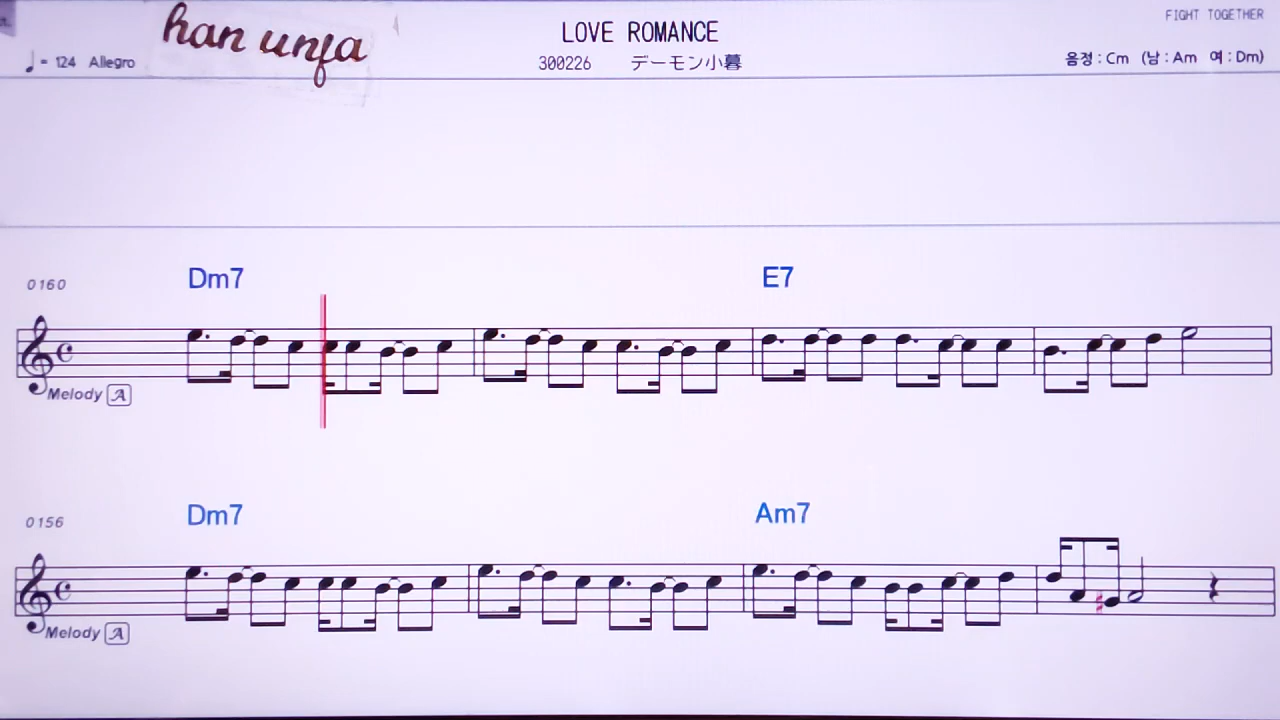 FIGHT TOGETHER
han unfa
LOVE ROMANCE
♩= 124 Allegro
300226 デーモン小暮
음정 : Cm (남 : Am 여 : Dm)
0160
Dm7 E7
Melody A
0156
Dm7 Am7
Melody A